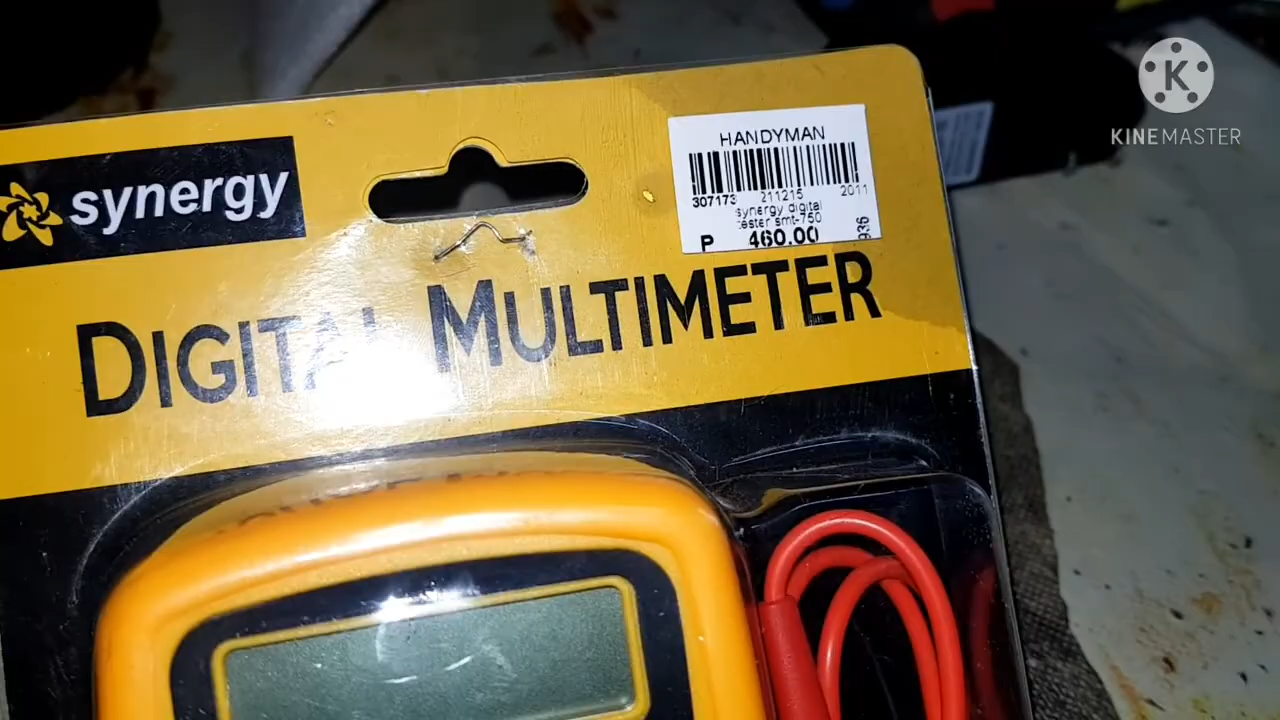 synergy
HANDYMAN
307173 211215 2011
synergy digital
tester smt-750
P 460.00
936
DIGITAL MULTIMETER
K
KINEMASTER